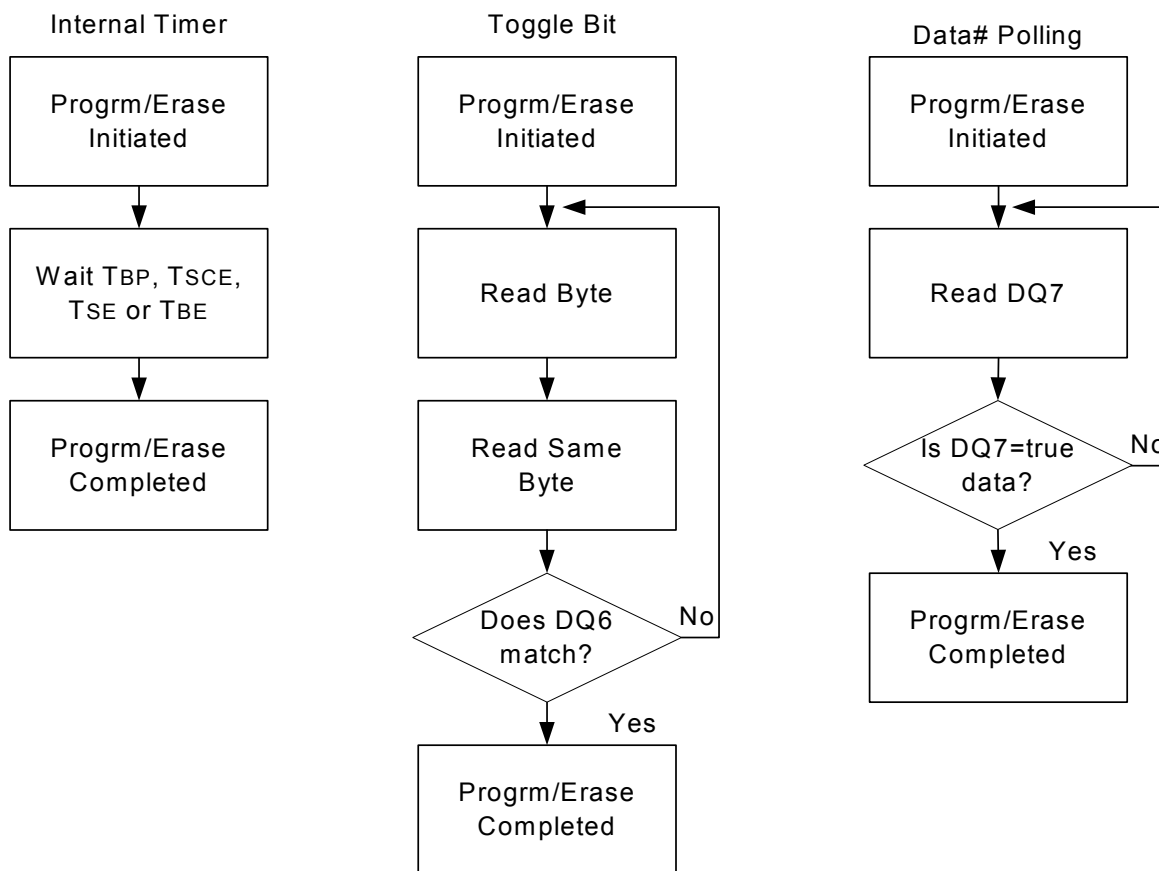 Internal Timer
Progrm/Erase
Initiated
Wait TBP, TSCE,
TSE or TBE
Progrm/Erase
Completed
Toggle Bit
Progrm/Erase
Initiated
Read Byte
Read Same
Byte
Does DQ6
match?
No
Yes
Progrm/Erase
Completed
Data# Polling
Progrm/Erase
Initiated
Read DQ7
Is DQ7=true
data?
No
Yes
Progrm/Erase
Completed